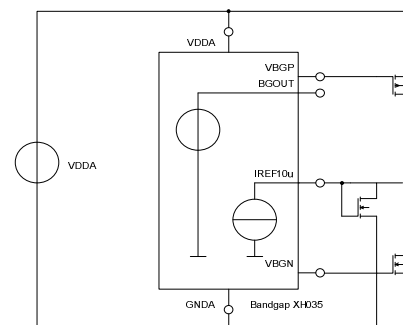 VDDA
VBGP
BGOUT
VDDA
IREF10u
VBGN
GNDA
Bandgap XH035